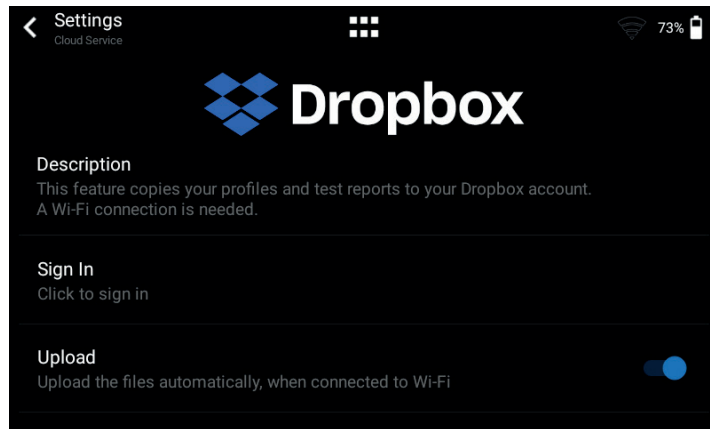 Settings
Cloud Service
73%
Dropbox
Description
This feature copies your profiles and test reports to your Dropbox account.
A Wi-Fi connection is needed.
Sign In
Click to sign in
Upload
Upload the files automatically, when connected to Wi-Fi